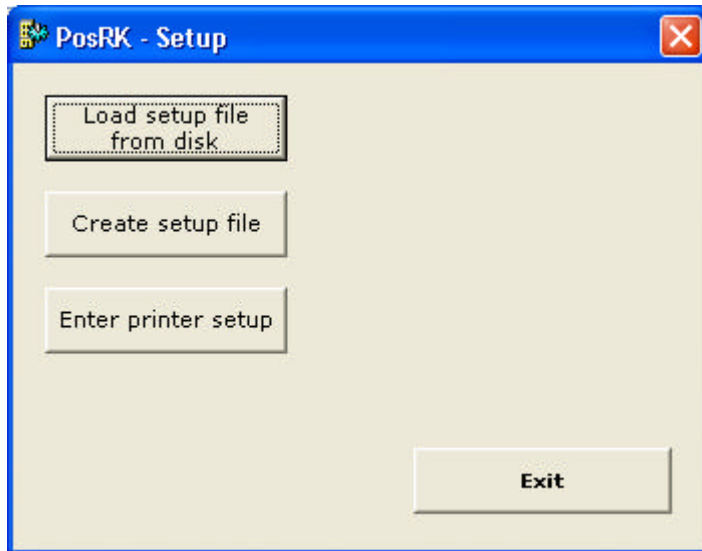 PosRK - Setup
Load setup file
from disk
Create setup file
Enter printer setup
Exit